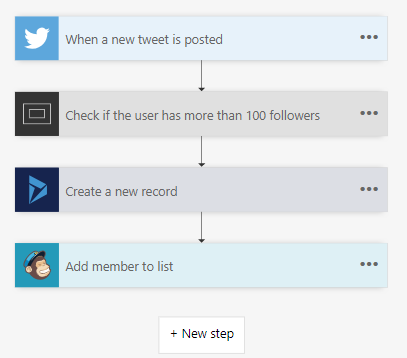 When a new tweet is posted
Check if the user has more than 100 followers
Create a new record
Add member to list
+ New step